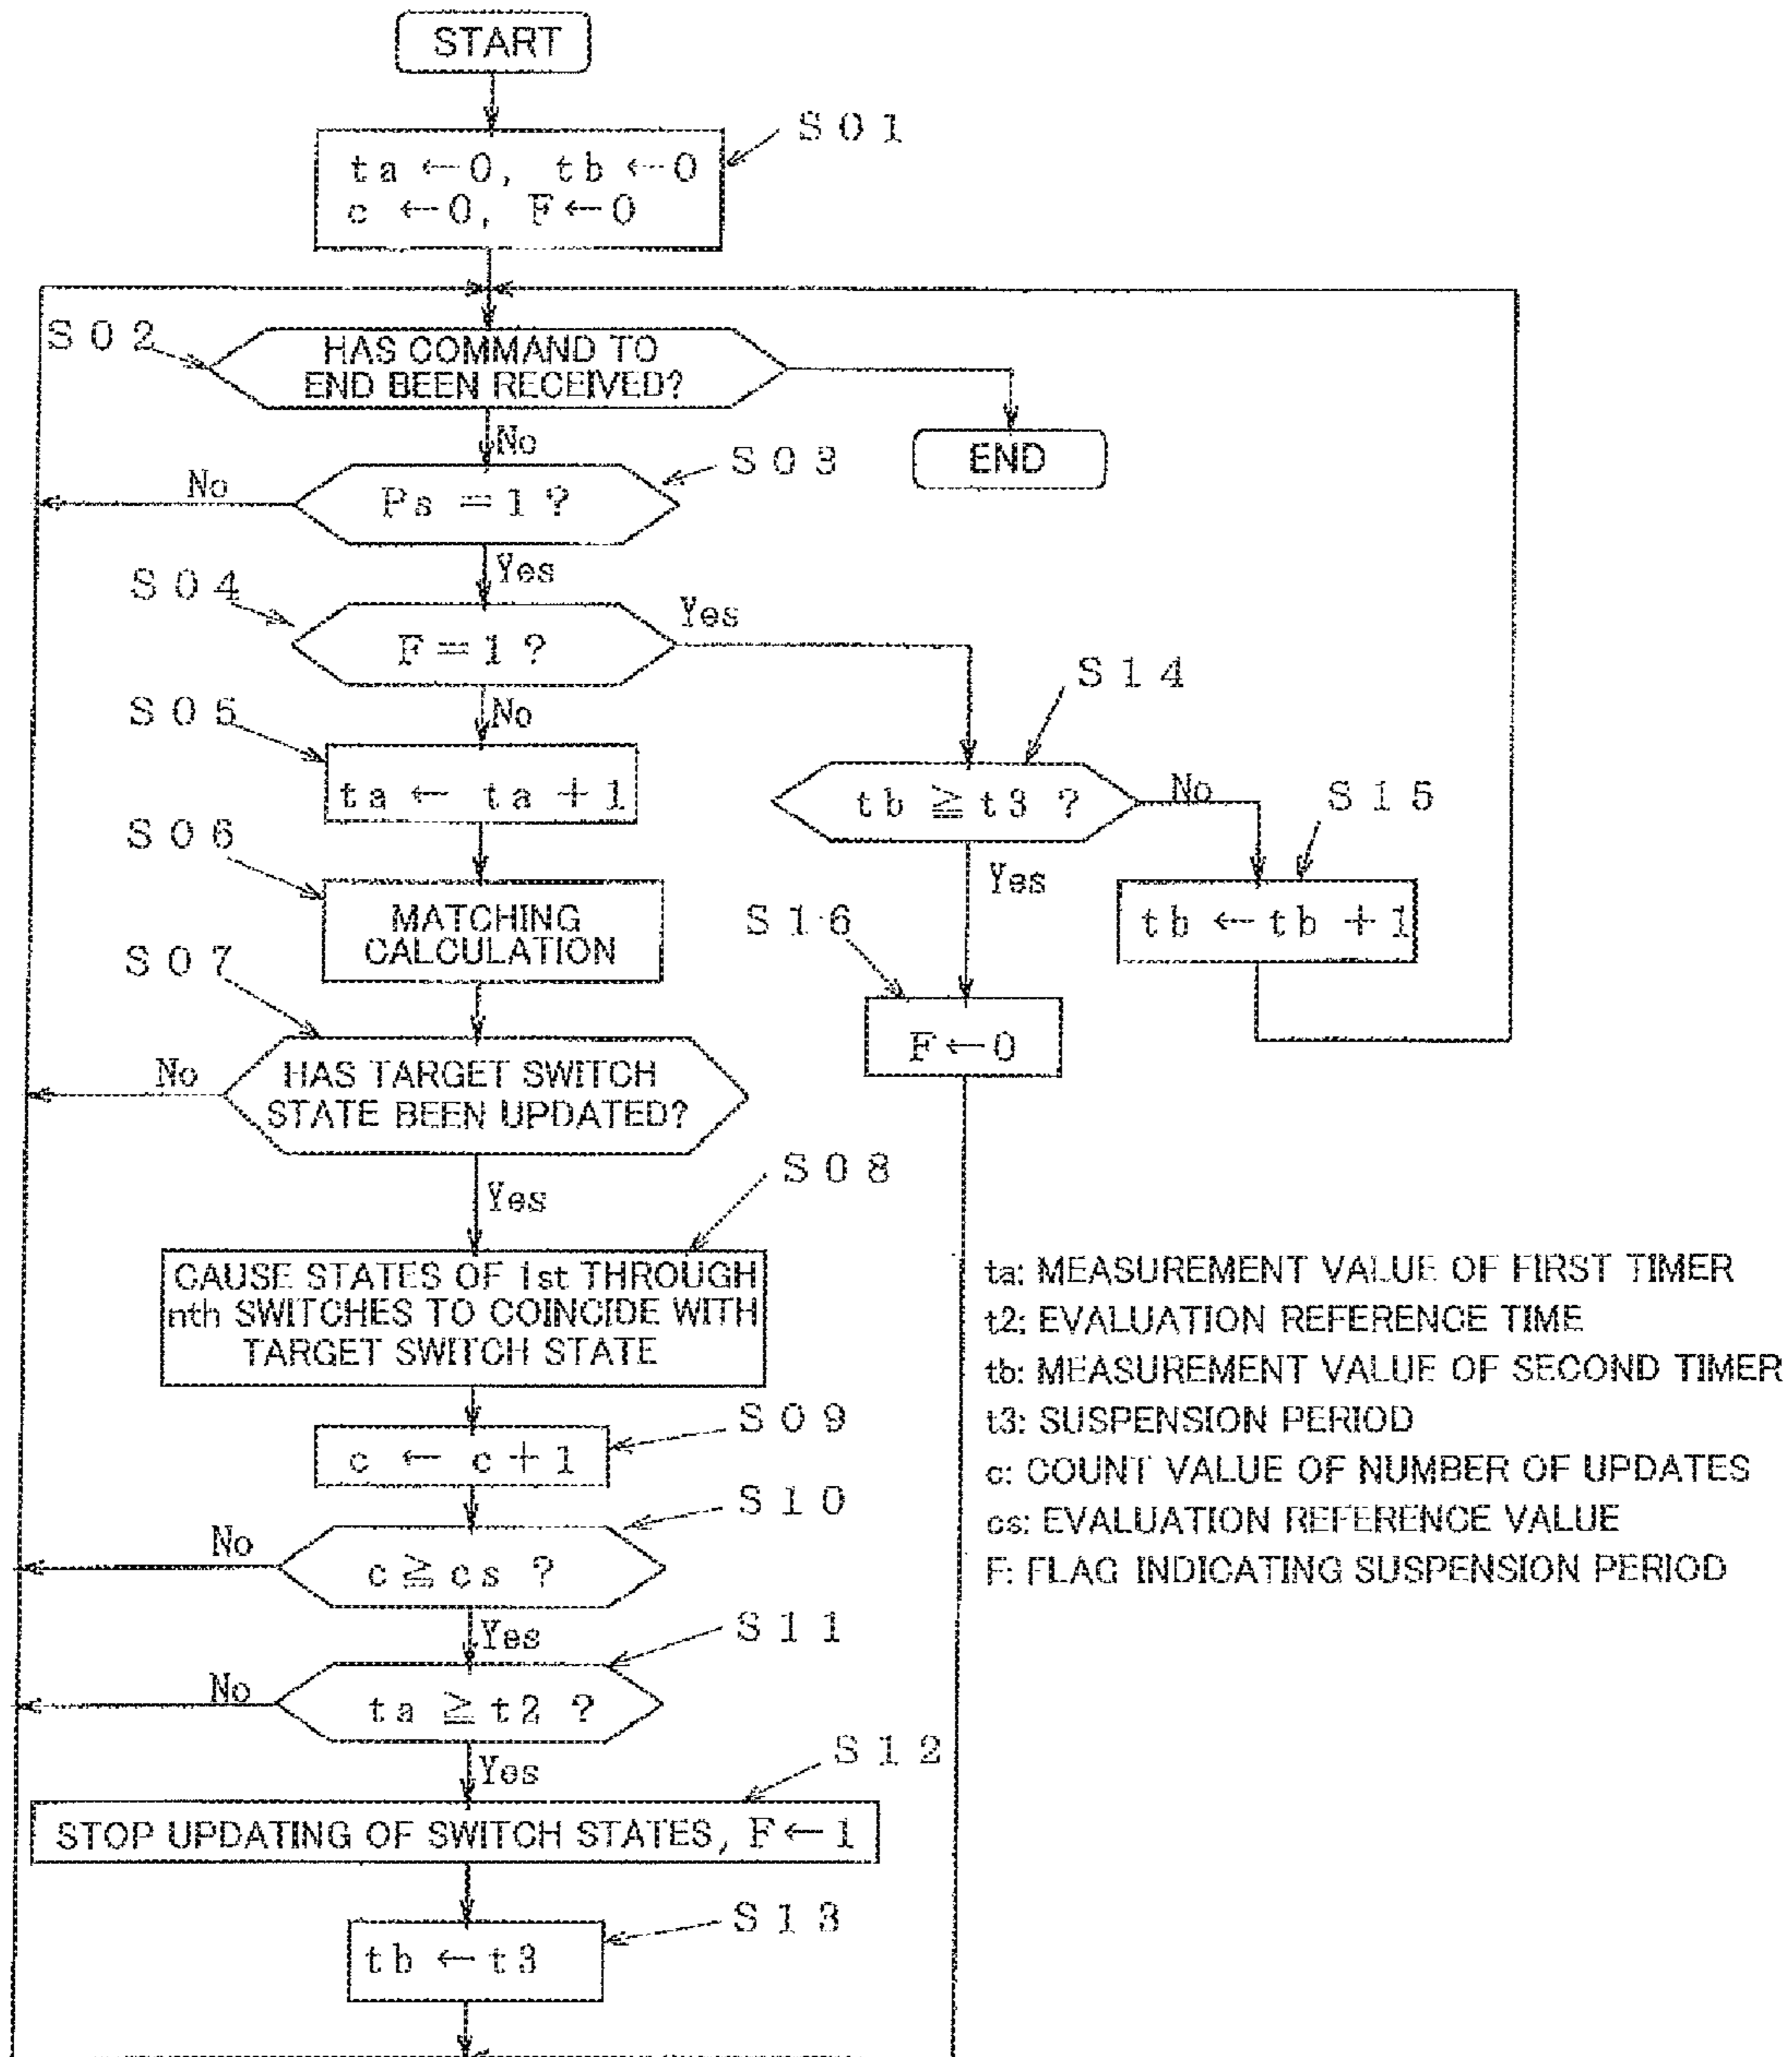 START
S01
ta ←0, tb ←0
c ←0, F←0
S02
HAS COMMAND TO
END BEEN RECEIVED?
No
END
S03
No
Ps =1 ?
Yes
S04
Yes
F=1 ?
S14
S05
No
ta ← ta +1
tb ≧ t3 ?
No
S15
S06
Yes
MATCHING
CALCULATION
S16
tb ←tb +1
S07
F←0
No
HAS TARGET SWITCH
STATE BEEN UPDATED?
S08
Yes
CAUSE STATES OF 1st THROUGH
nth SWITCHES TO COINCIDE WITH
TARGET SWITCH STATE
ta: MEASUREMENT VALUE OF FIRST TIMER
t2: EVALUATION REFERENCE TIME
tb: MEASUREMENT VALUE OF SECOND TIMER
t3: SUSPENSION PERIOD
c: COUNT VALUE OF NUMBER OF UPDATES
cs: EVALUATION REFERENCE VALUE
F: FLAG INDICATING SUSPENSION PERIOD
S09
c ← c+1
S10
No
c ≧ cs ?
Yes
S11
No
ta ≧ t2 ?
Yes
S12
STOP UPDATING OF SWITCH STATES, F←1
S13
tb ←t3